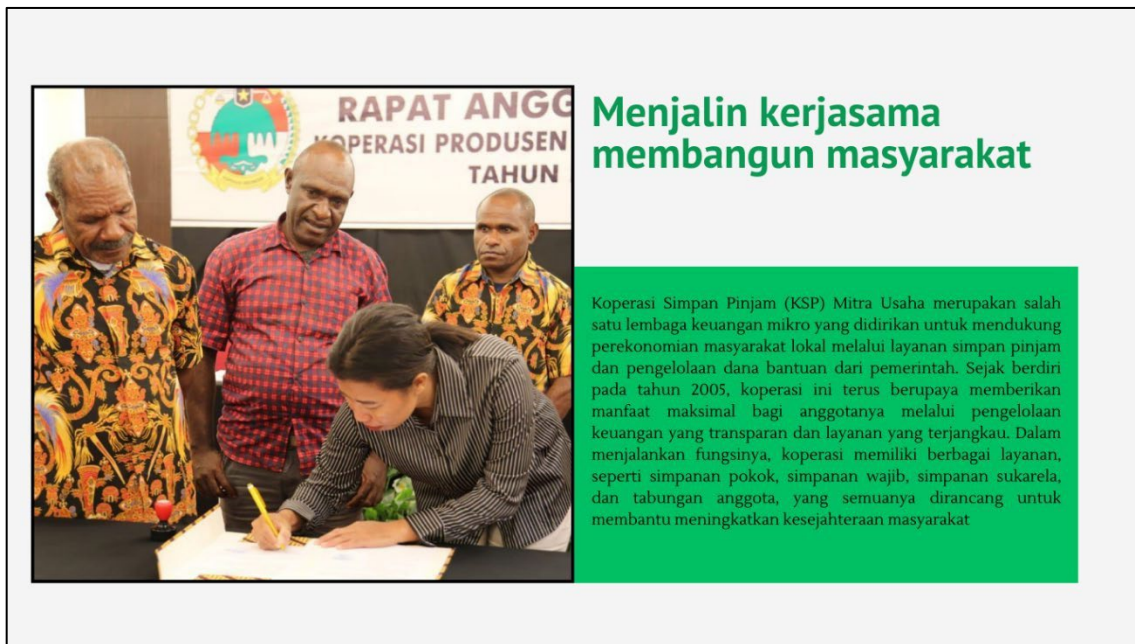 RAPAT ANGG
KOPERASI PRODUSEN
TAHUN
Menjalin kerjasama
membangun masyarakat
Koperasi Simpan Pinjam (KSP) Mitra Usaha merupakan salah
satu lembaga keuangan mikro yang didirikan untuk mendukung
perekonomian masyarakat lokal melalui layanan simpan pinjam
dan pengelolaan dana bantuan dari pemerintah. Sejak berdiri
pada tahun 2005, koperasi ini terus berupaya memberikan
manfaat maksimal bagi anggotanya melalui pengelolaan
keuangan yang transparan dan layanan yang terjangkau. Dalam
menjalankan fungsinya, koperasi memiliki berbagai layanan,
seperti simpanan pokok, simpanan wajib, simpanan sukarela,
dan tabungan anggota, yang semuanya dirancang untuk
membantu meningkatkan kesejahteraan masyarakat